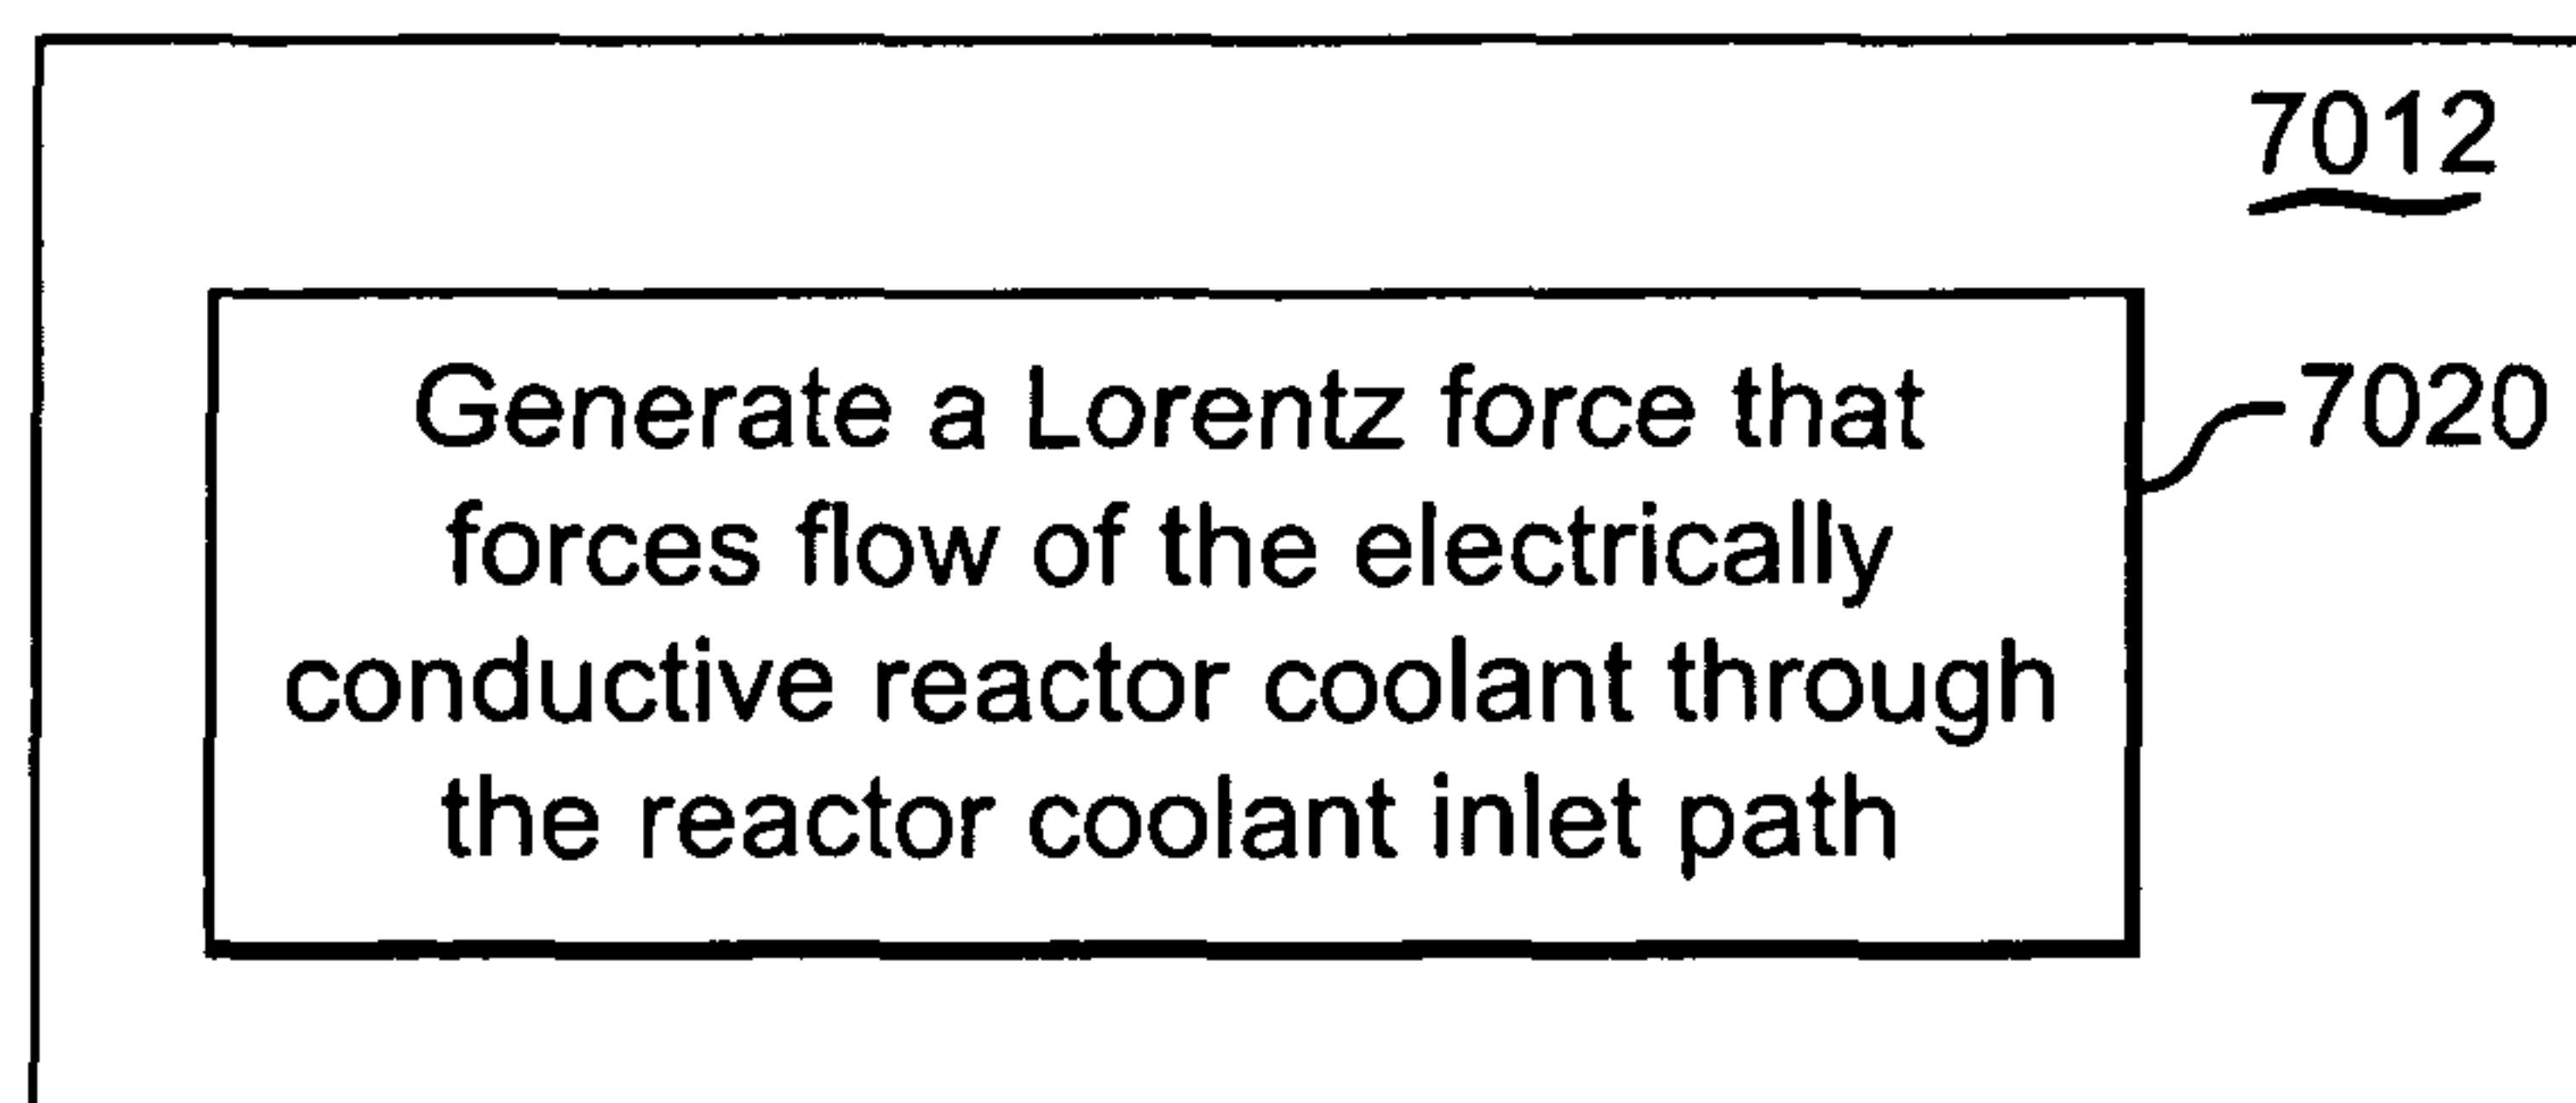 7012
Generate a Lorentz force that
forces flow of the electrically
conductive reactor coolant through
the reactor coolant inlet path
7020